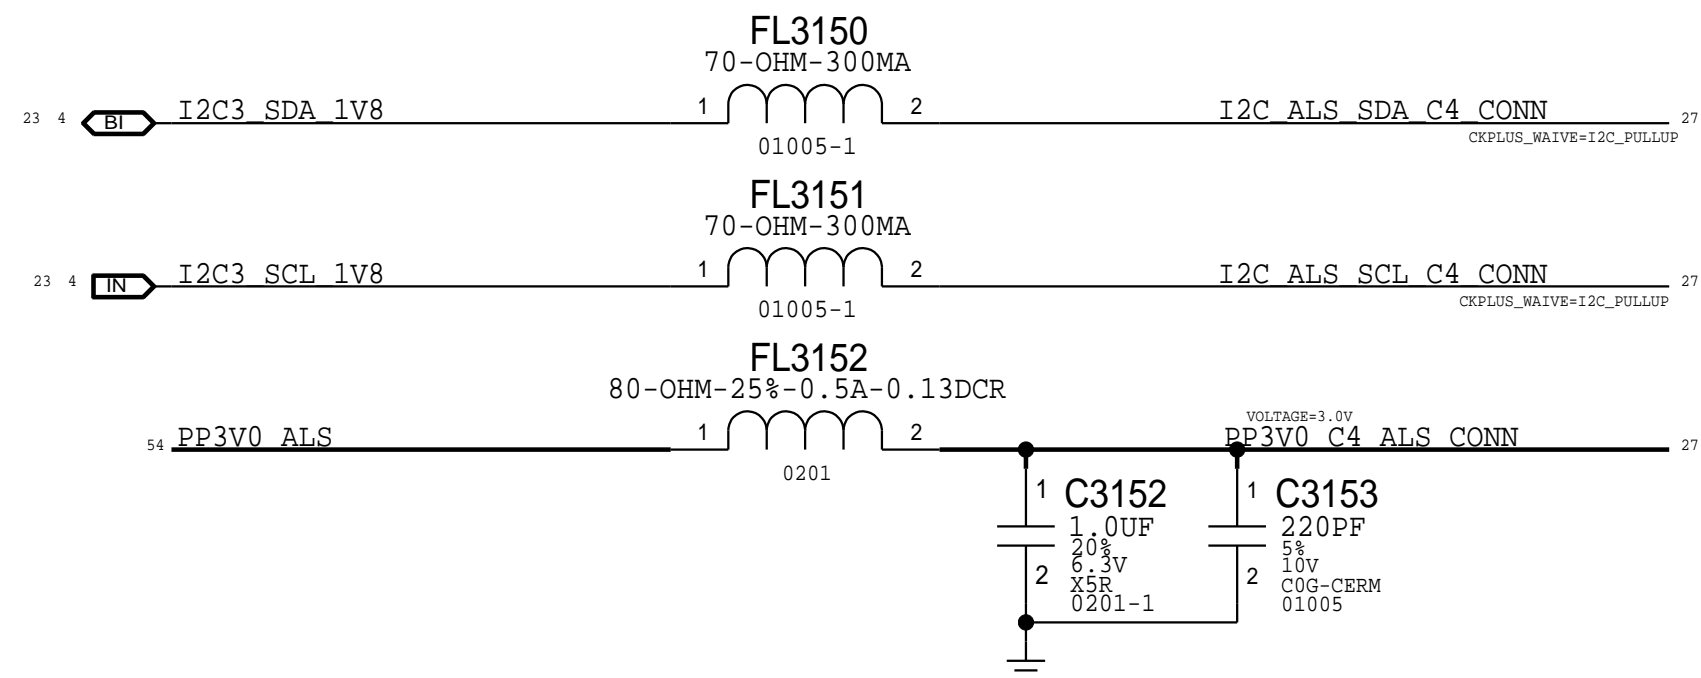 FL3150
70-OHM-300MA
23 4 BI I2C3_SDA_1V8 1 2 I2C_ALS_SDA_C4_CONN 27
CKPLUS_WAIVE=I2C_PULLUP
01005-1
FL3151
70-OHM-300MA
23 4 IN I2C3_SCL_1V8 1 2 I2C_ALS_SCL_C4_CONN 27
CKPLUS_WAIVE=I2C_PULLUP
01005-1
FL3152
80-OHM-25%-0.5A-0.13DCR
VOLTAGE=3.0V
54 PP3V0_ALS 1 2 PP3V0_C4_ALS_CONN 27
0201
1 C3152
1.0UF
20%
6.3V
2 X5R
0201-1
1 C3153
220PF
5%
10V
2 C0G-CERM
01005